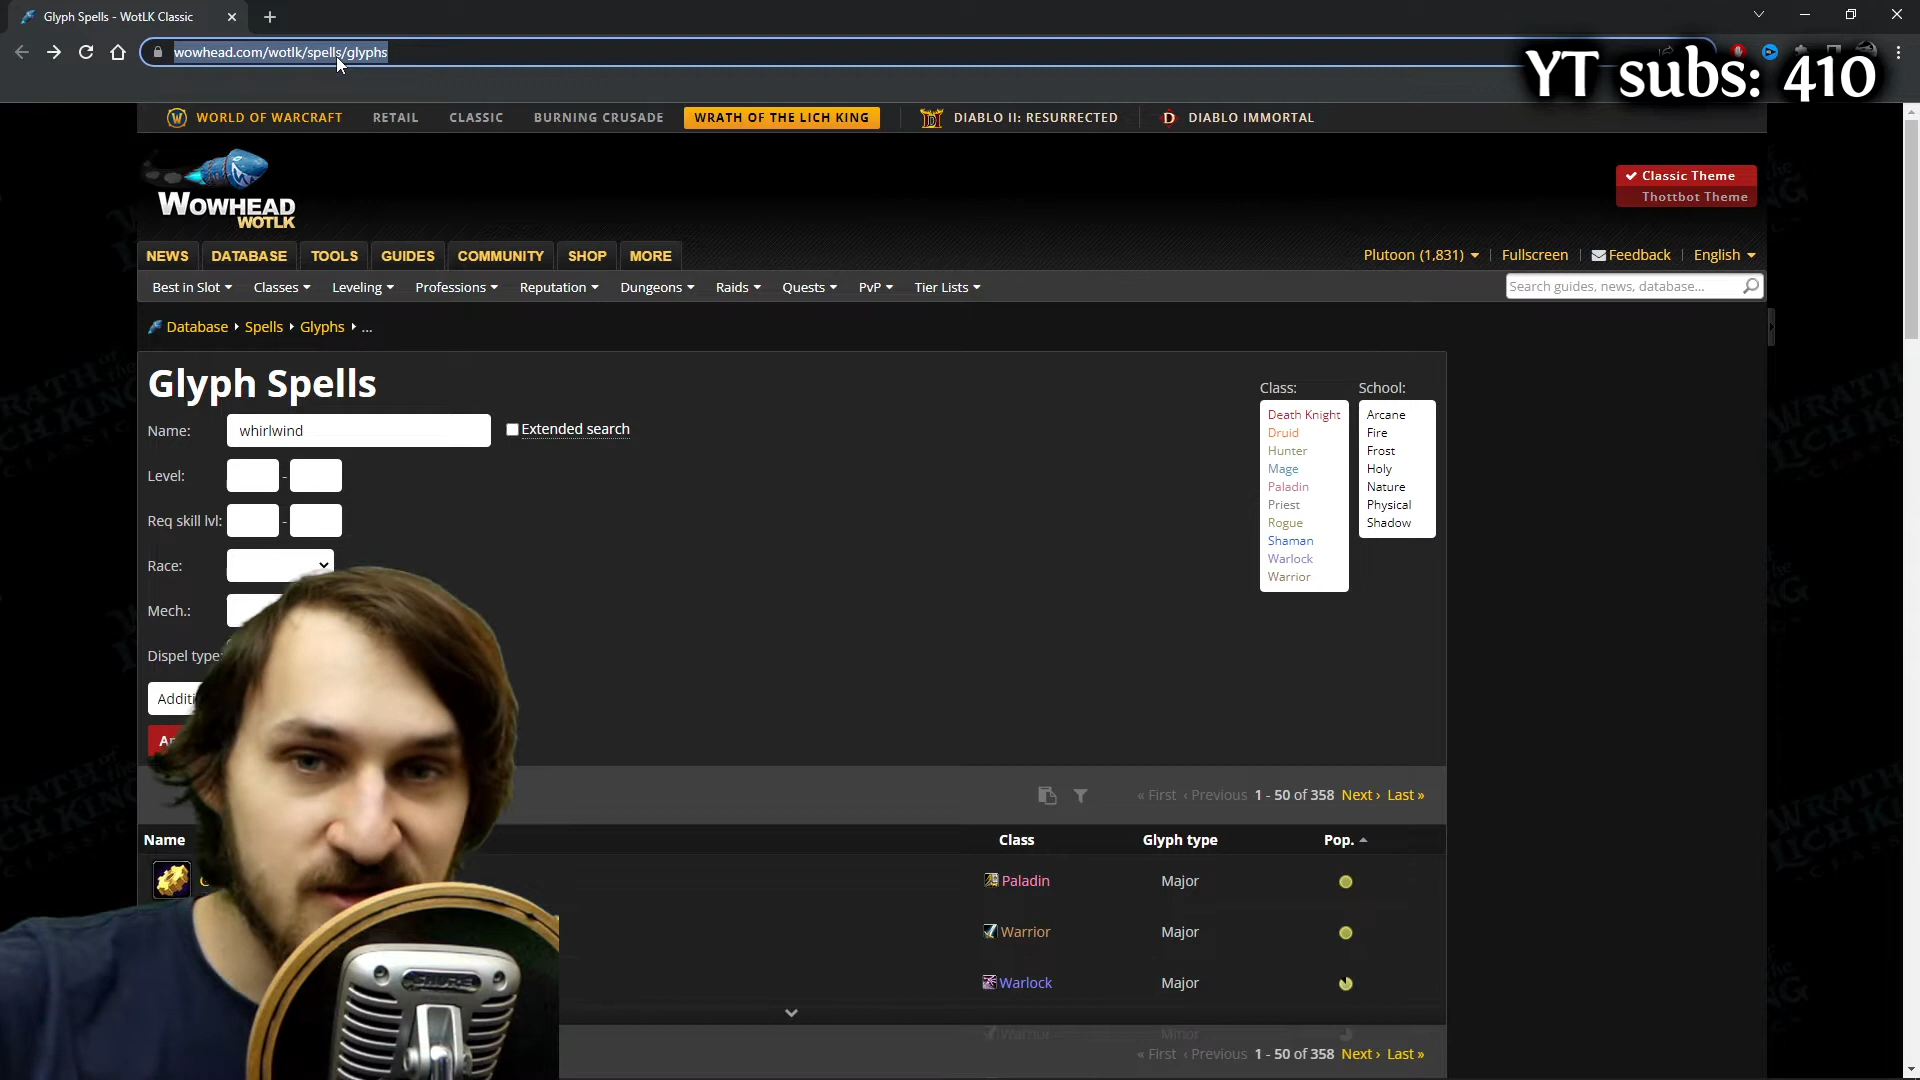 Glyph Spells - WotLK Classic
wowhead.com/wotlk/spells/glyphs
YT subs: 410
WORLD OF WARCRAFT RETAIL CLASSIC BURNING CRUSADE WRATH OF THE LICH KING DIABLO II: RESURRECTED DIABLO IMMORTAL
WOWHEAD
WOTLK
Classic Theme
Thottbot Theme
NEWS DATABASE TOOLS GUIDES COMMUNITY SHOP MORE
Plutoon (1,831) Fullscreen Feedback English
Best in Slot Classes Leveling Professions Reputation Dungeons Raids Quests PvP Tier Lists
Search guides, news, database...
Database Spells Glyphs ...
Glyph Spells
Name: whirlwind Extended search
Level: -
Req skill lvl: -
Race:
Mech.:
Dispel type:
Class:
Death Knight
Druid
Hunter
Mage
Paladin
Priest
Rogue
Shaman
Warlock
Warrior
School:
Arcane
Fire
Frost
Holy
Nature
Physical
Shadow
« First ‹ Previous 1 - 50 of 358 Next › Last »
Name Class Glyph type Pop.
Paladin Major
Warrior Major
Warlock Major
Warrior Minor
« First ‹ Previous 1 - 50 of 358 Next › Last »
SHURE